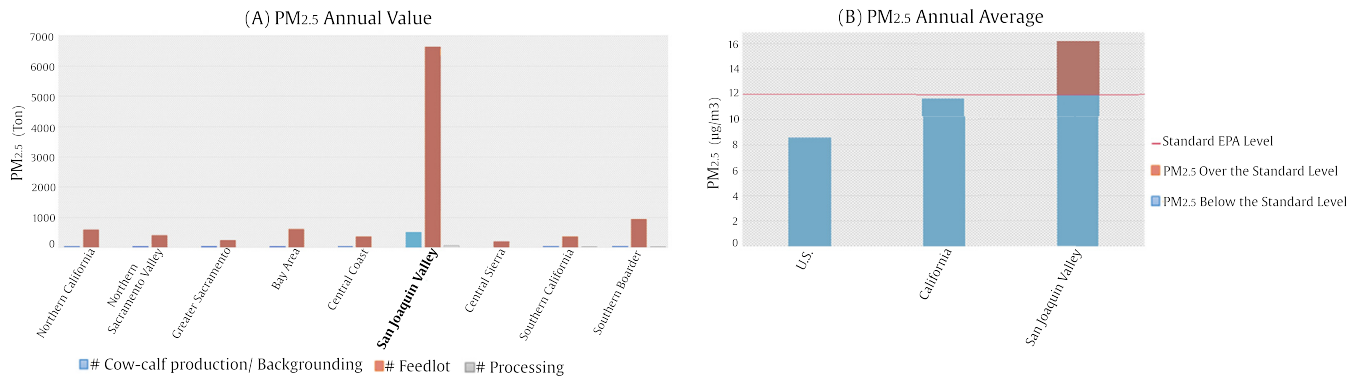 (A) PM2.5 Annual Value
PM2.5 (Ton)
7000
6000
5000
4000
3000
2000
1000
0
Northern California
Northern
Sacramento Valley
Greater Sacramento
Bay Area
Central Coast
San Joaquin Valley
Central Sierra
Southern California
Southern Boarder
# Cow-calf production/ Backgrounding
# Feedlot
# Processing
(B) PM2.5 Annual Average
PM2.5 (μg/m3)
16
14
12
10
8
6
4
2
0
U.S.
California
San Joaquin Valley
Standard EPA Level
PM2.5 Over the Standard Level
PM2.5 Below the Standard Level